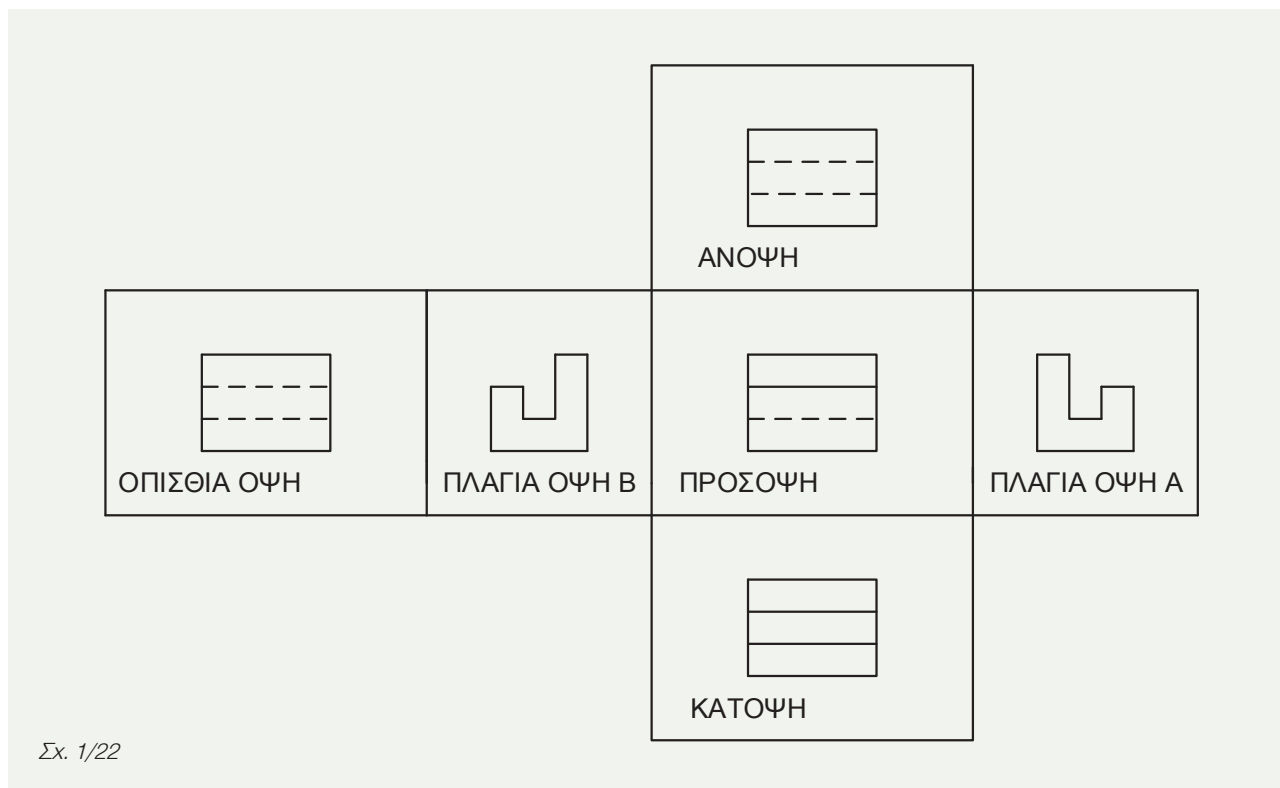 ΑΝΟΨΗ
ΟΠΙΣΘΙΑ ΟΨΗ
ΠΛΑΓΙΑ ΟΨΗ Β
ΠΡΟΣΟΨΗ
ΠΛΑΓΙΑ ΟΨΗ Α
ΚΑΤΟΨΗ
Σχ. 1/22